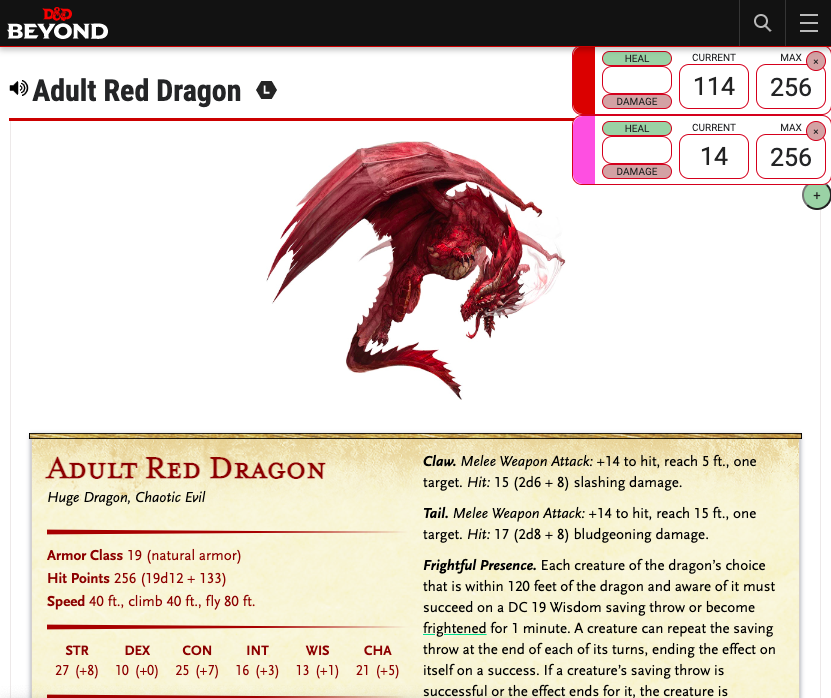 D&D
BEYOND
Adult Red Dragon
L
HEAL
CURRENT
MAX
×
114
256
DAMAGE
HEAL
CURRENT
MAX
×
14
256
DAMAGE
+
Adult Red Dragon
Huge Dragon, Chaotic Evil
Armor Class 19 (natural armor)
Hit Points 256 (19d12 + 133)
Speed 40 ft., climb 40 ft., fly 80 ft.
STR DEX CON INT WIS CHA
27 (+8) 10 (+0) 25 (+7) 16 (+3) 13 (+1) 21 (+5)
Claw. Melee Weapon Attack: +14 to hit, reach 5 ft., one
target. Hit: 15 (2d6 + 8) slashing damage.
Tail. Melee Weapon Attack: +14 to hit, reach 15 ft., one
target. Hit: 17 (2d8 + 8) bludgeoning damage.
Frightful Presence. Each creature of the dragon's choice
that is within 120 feet of the dragon and aware of it must
succeed on a DC 19 Wisdom saving throw or become
frightened for 1 minute. A creature can repeat the saving
throw at the end of each of its turns, ending the effect on
itself on a success. If a creature's saving throw is
successful or the effect ends for it, the creature is